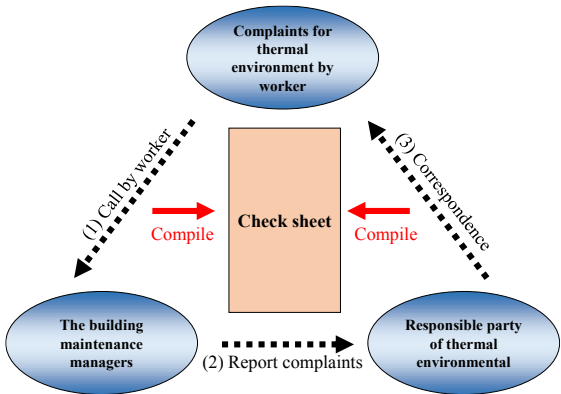 Complaints for
thermal
environment by
worker
(1) Call by worker
(3) Correspondence
Compile
Check sheet
Compile
The building
maintenance
managers
(2) Report complaints
Responsible party
of thermal
environmental